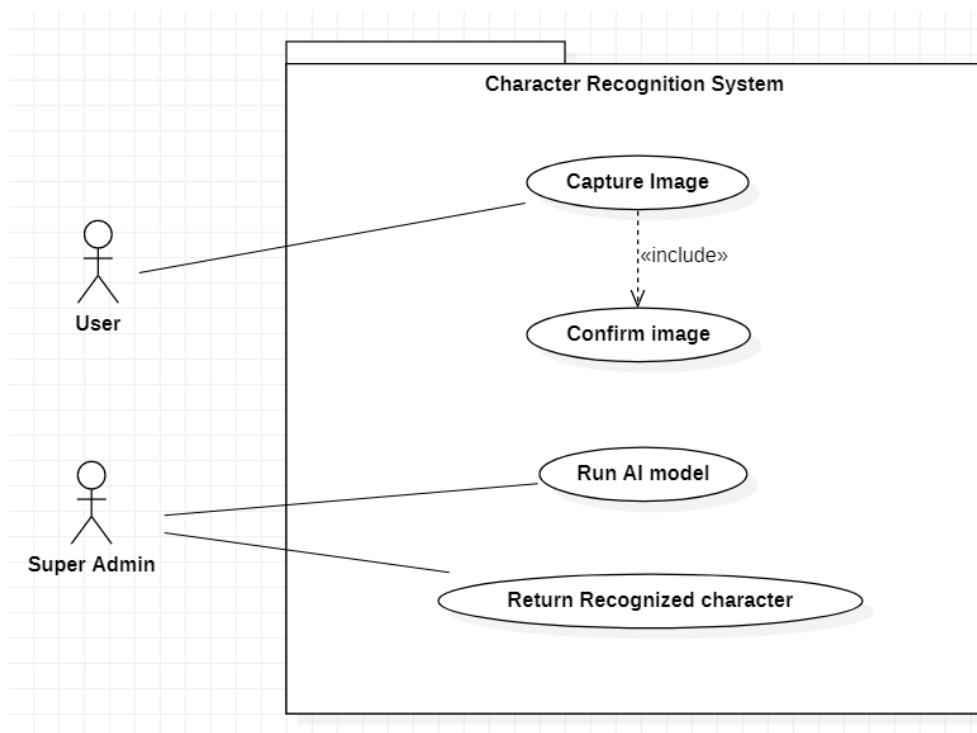 Character Recognition System
Capture Image
«include»
User
Confirm image
Run AI model
Super Admin
Return Recognized character